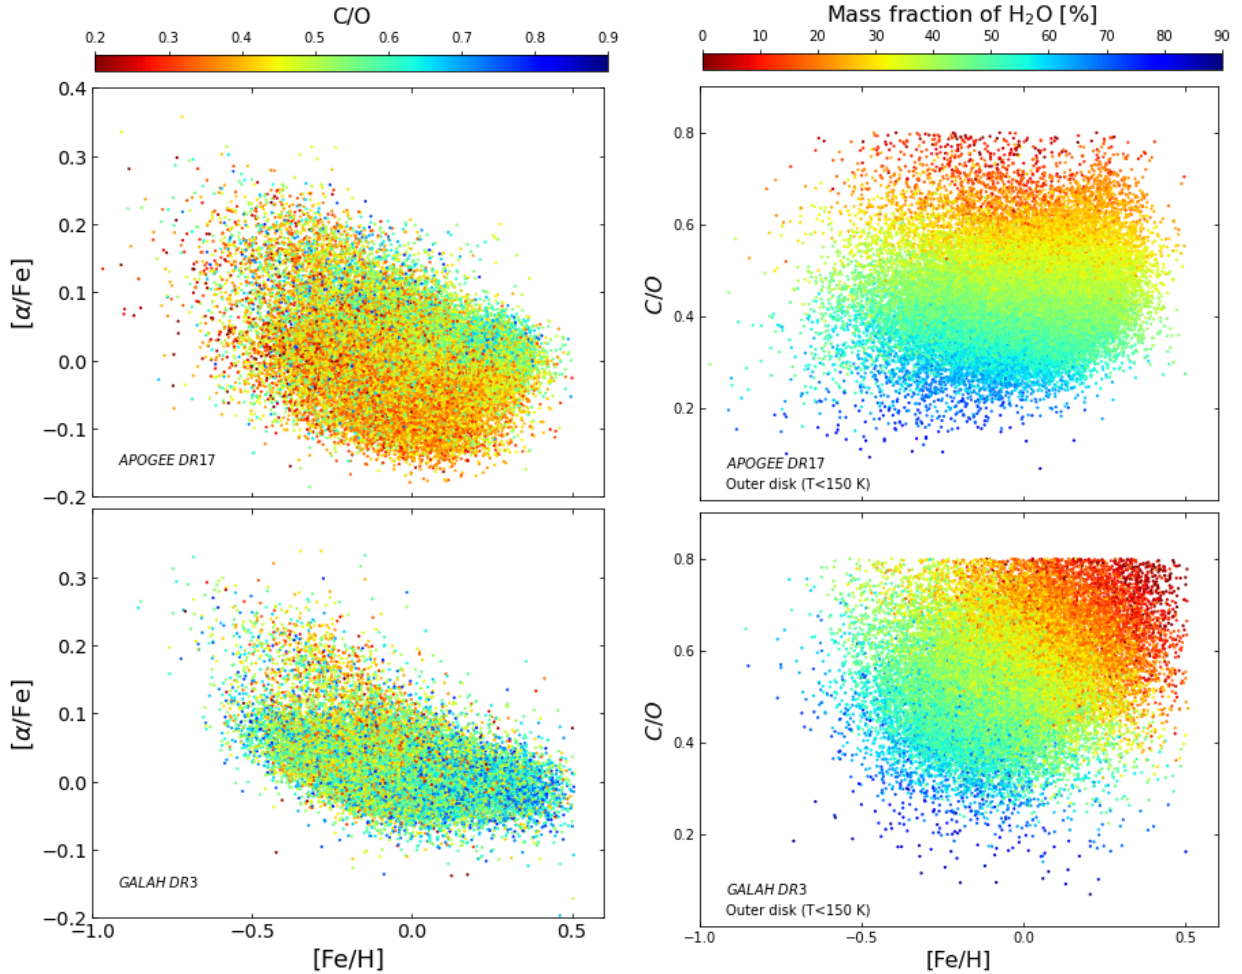 C/O
0.2 0.3 0.4 0.5 0.6 0.7 0.8 0.9
0.4
0.3
0.2
0.1
0.0
−0.1
−0.2
[α/Fe]
APOGEE DR17
0.3
0.2
0.1
0.0
−0.1
−0.2
[α/Fe]
GALAH DR3
−1.0 −0.5 0.0 0.5
[Fe/H]
Mass fraction of H₂O [%]
0 10 20 30 40 50 60 70 80 90
0.8
0.6
0.4
0.2
C/O
APOGEE DR17
Outer disk (T<150 K)
0.8
0.6
0.4
0.2
C/O
GALAH DR3
Outer disk (T<150 K)
−1.0 −0.5 0.0 0.5
[Fe/H]